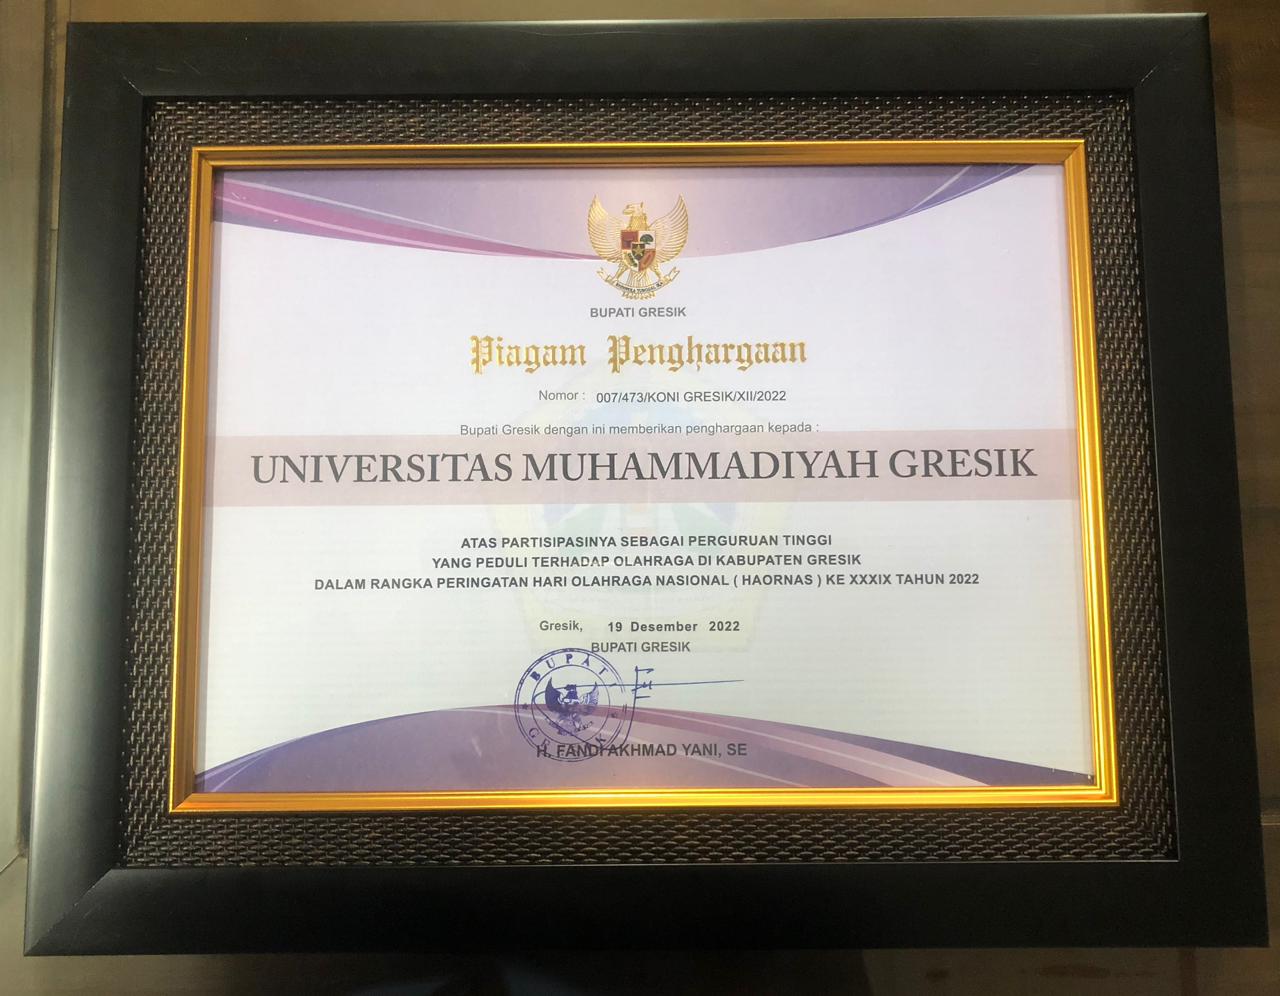 BUPATI GRESIK
Piagam Penghargaan
Nomor : 007/473/KONI GRESIK/XII/2022
Bupati Gresik dengan ini memberikan penghargaan kepada :
UNIVERSITAS MUHAMMADIYAH GRESIK
ATAS PARTISIPASINYA SEBAGAI PERGURUAN TINGGI
YANG PEDULI TERHADAP OLAHRAGA DI KABUPATEN GRESIK
DALAM RANGKA PERINGATAN HARI OLAHRAGA NASIONAL ( HAORNAS ) KE XXXIX TAHUN 2022
Gresik, 19 Desember 2022
BUPATI GRESIK
BUPATI
GRESIK
H. FANDI AKHMAD YANI, SE